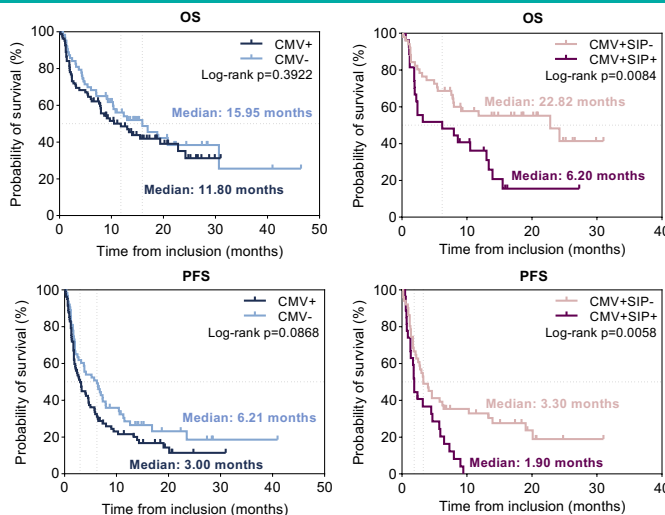 OS
Probability of survival (%)
100
80
60
40
20
0
CMV+
CMV-
Log-rank p=0.3922
Median: 15.95 months
Median: 11.80 months
0 10 20 30 40 50
Time from inclusion (months)
OS
Probability of survival (%)
100
80
60
40
20
0
CMV+SIP-
CMV+SIP+
Log-rank p=0.0084
Median: 22.82 months
Median: 6.20 months
0 10 20 30 40
Time from inclusion (months)
PFS
Probability of survival (%)
100
80
60
40
20
0
CMV+
CMV-
Log-rank p=0.0868
Median: 6.21 months
Median: 3.00 months
0 10 20 30 40 50
Time from inclusion (months)
PFS
Probability of survival (%)
100
80
60
40
20
0
CMV+SIP-
CMV+SIP+
Log-rank p=0.0058
Median: 3.30 months
Median: 1.90 months
0 10 20 30 40
Time from inclusion (months)